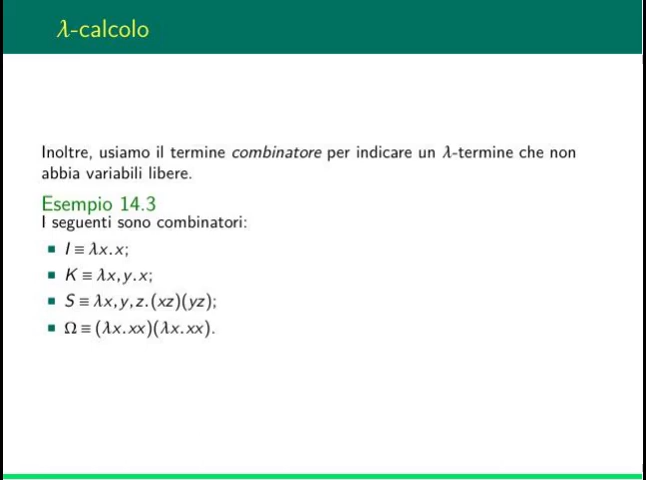 λ-calcolo
Inoltre, usiamo il termine combinatore per indicare un λ-termine che non
abbia variabili libere.
Esempio 14.3
I seguenti sono combinatori:
■ I ≡ λx.x;
■ K ≡ λx,y.x;
■ S ≡ λx,y,z.(xz)(yz);
■ Ω ≡ (λx.xx)(λx.xx).